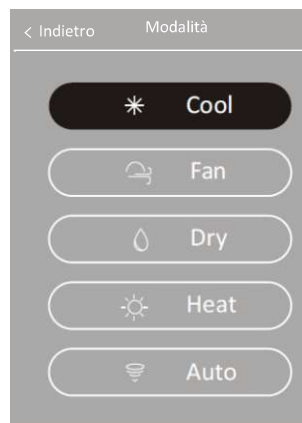 < Indietro Modalità
Cool
Fan
Dry
Heat
Auto